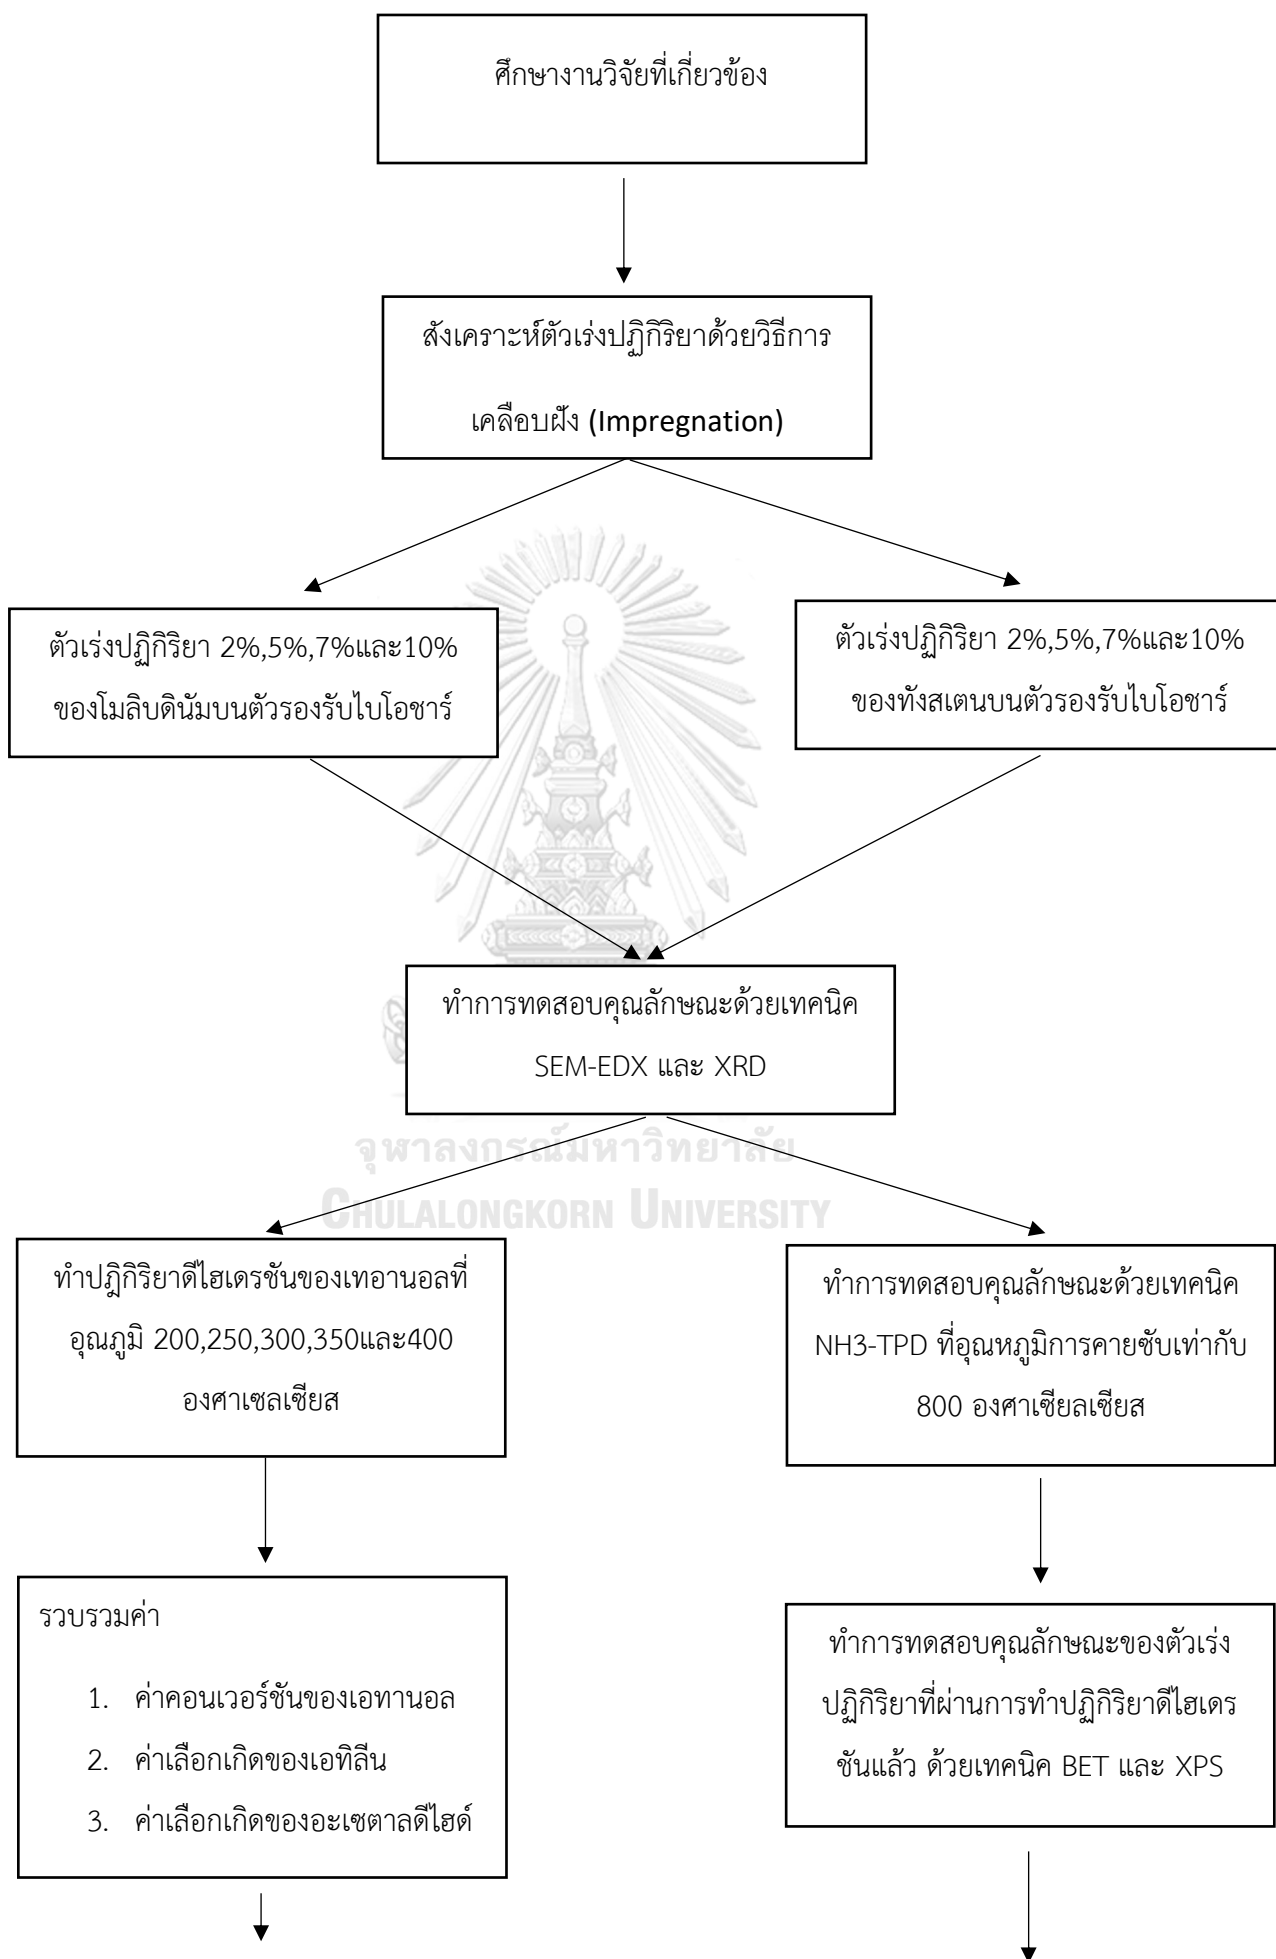 ศึกษางานวิจัยที่เกี่ยวข้อง
สังเคราะห์ตัวเร่งปฏิกิริยาด้วยวิธีการ
เคลือบฝัง (Impregnation)
ตัวเร่งปฏิกิริยา 2%,5%,7%และ10%
ของโมลิบดินัมบนตัวรองรับไบโอชาร์
ตัวเร่งปฏิกิริยา 2%,5%,7%และ10%
ของทังสเตนบนตัวรองรับไบโอชาร์
ทำการทดสอบคุณลักษณะด้วยเทคนิค
SEM-EDX และ XRD
จุฬาลงกรณ์มหาวิทยาลัย
CHULALONGKORN UNIVERSITY
ทำปฏิกิริยาดีไฮเดรชันของเทอานอลที่
อุณภูมิ 200,250,300,350และ400
องศาเซลเซียส
ทำการทดสอบคุณลักษณะด้วยเทคนิค
NH3-TPD ที่อุณหภูมิการคายซับเท่ากับ
800 องศาเซียลเซียส
รวบรวมค่า
1. ค่าคอนเวอร์ชันของเอทานอล
2. ค่าเลือกเกิดของเอทิลีน
3. ค่าเลือกเกิดของอะเซตาลดีไฮด์
ทำการทดสอบคุณลักษณะของตัวเร่ง
ปฏิกิริยาที่ผ่านการทำปฏิกิริยาดีไฮเดร
ชันแล้ว ด้วยเทคนิค BET และ XPS